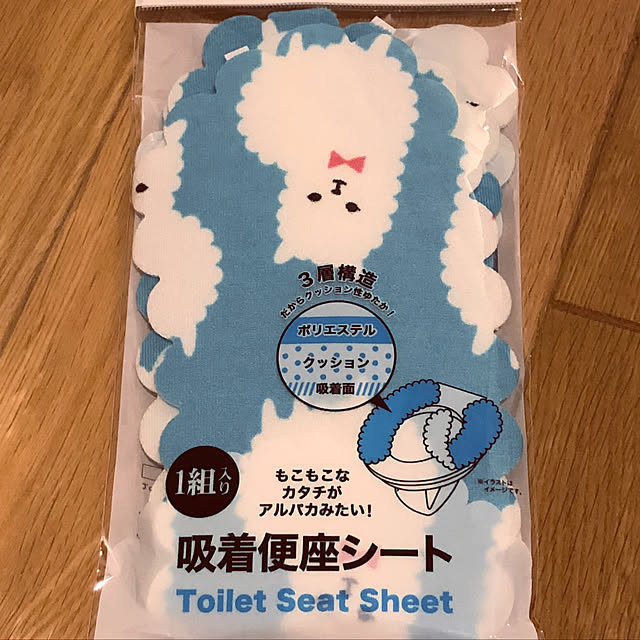 3層構造
だからクッション性ゆたか!
ポリエステル
クッション
吸着面
1組入り
もこもこな
カタチが
アルパカみたい!
※イラストは
イメージです。
吸着便座シート
Toilet Seat Sheet